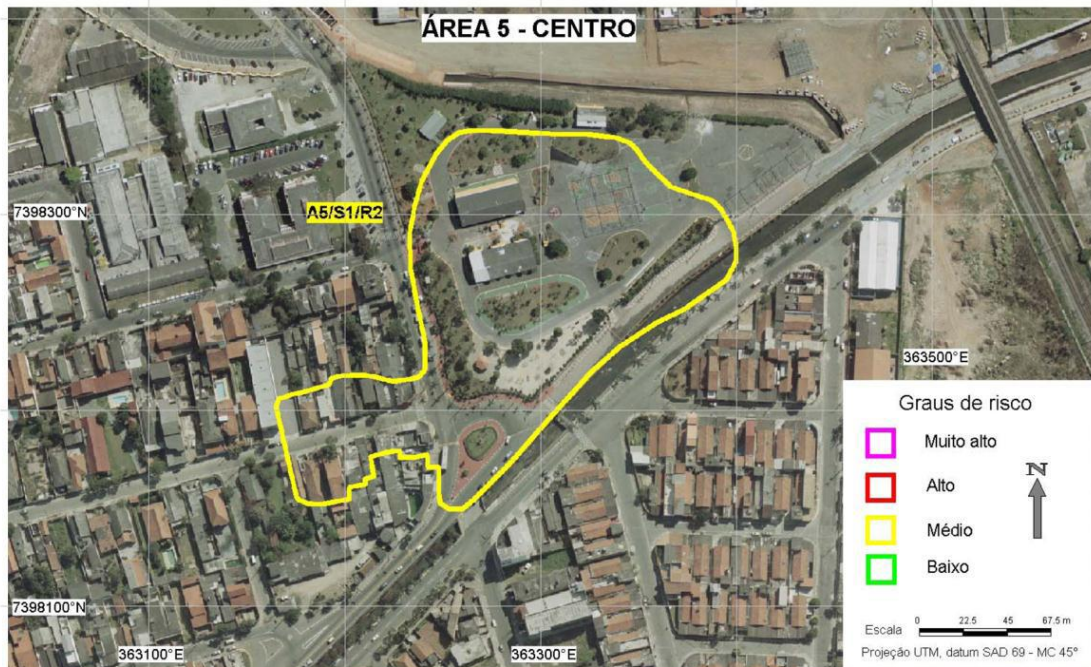 ÁREA 5 - CENTRO
A5/S1/R2
7398300°N
363500°E
Graus de risco
Muito alto
N
Alto
Médio
Baixo
7398100°N
363100°E
363300°E
Escala 0 22.5 45 67.5 m
Projeção UTM, datum SAD 69 - MC 45°